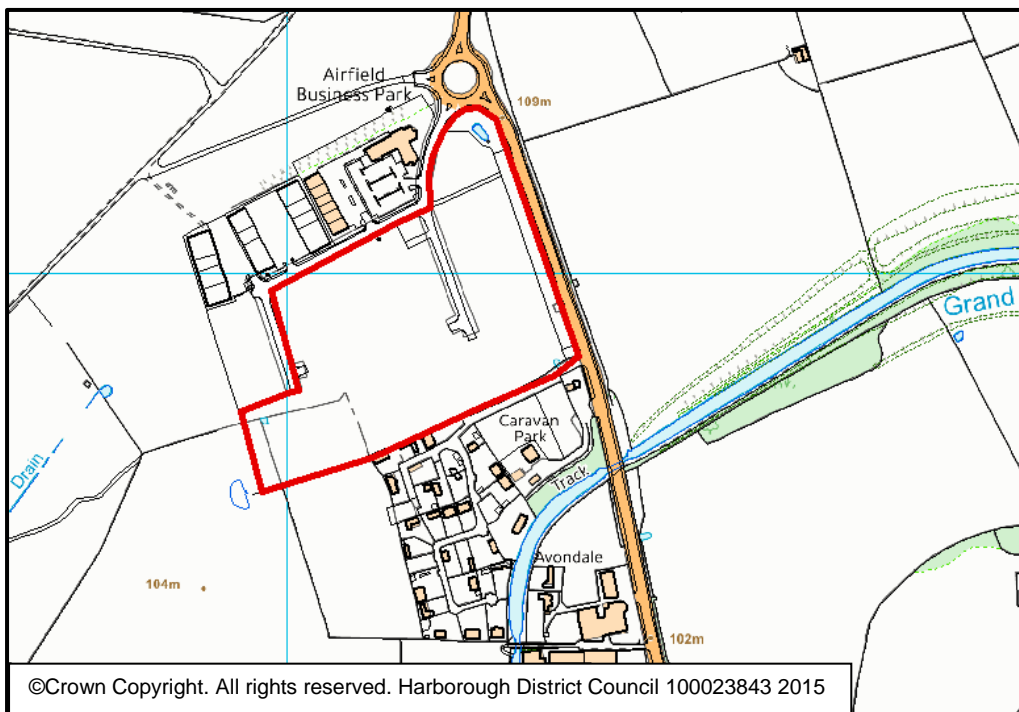 Airfield
Business Park
109m
Grand
Caravan
Park
Track
Drain
Avondale
104m
102m
©Crown Copyright. All rights reserved. Harborough District Council 100023843 2015